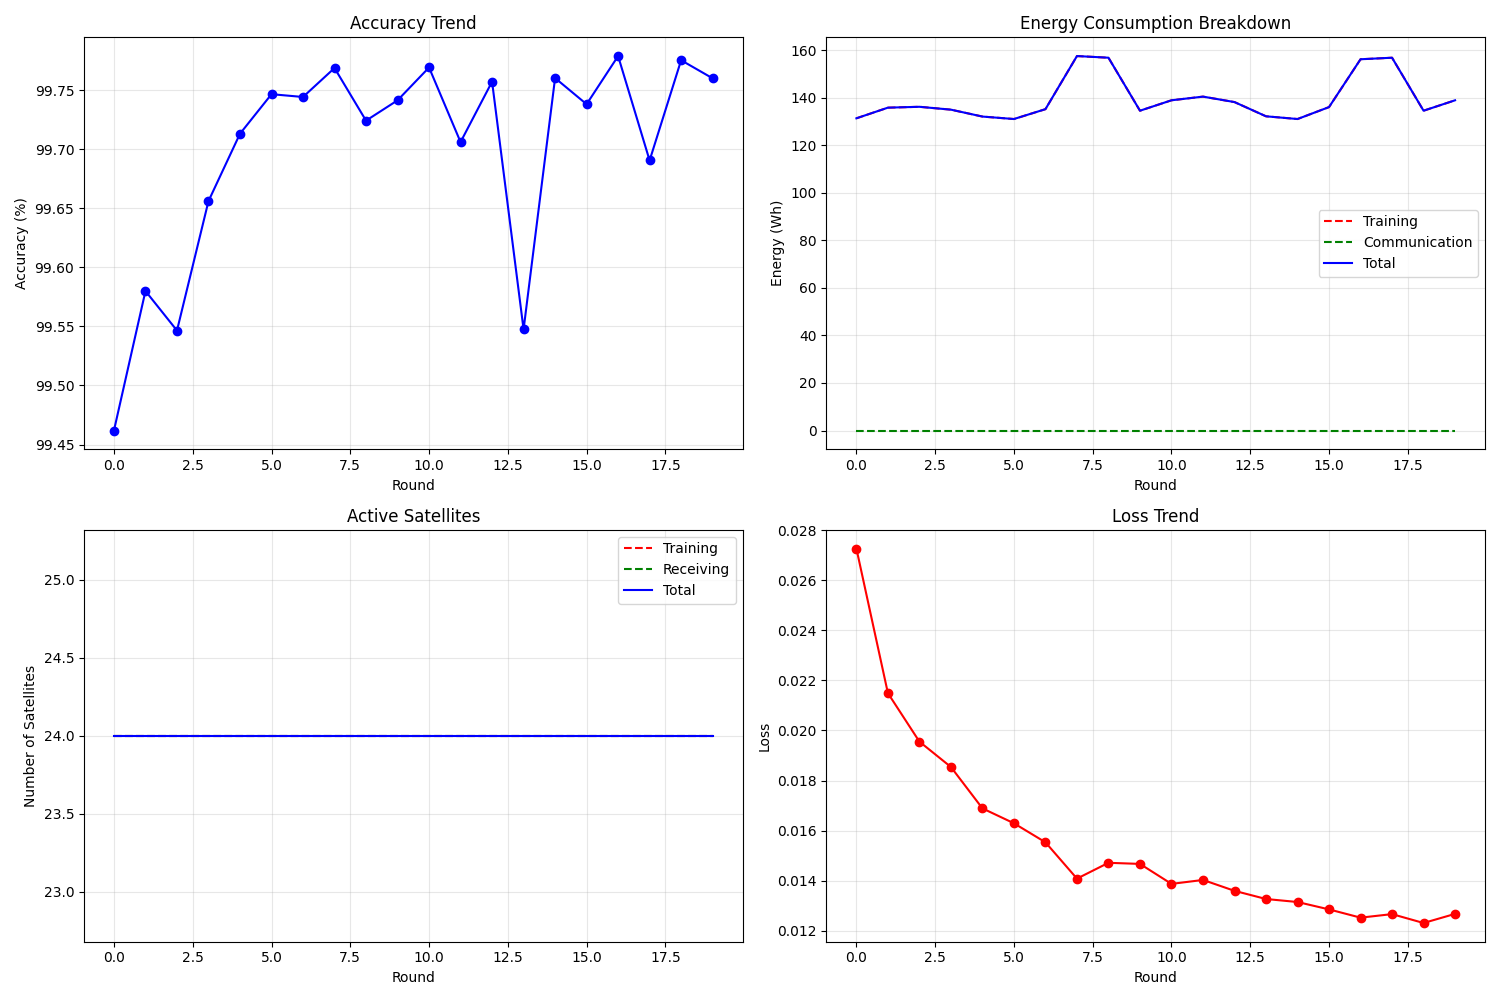 Accuracy Trend
Accuracy (%)
99.75
99.70
99.65
99.60
99.55
99.50
99.45
0.0 2.5 5.0 7.5 10.0 12.5 15.0 17.5
Round
Energy Consumption Breakdown
Energy (Wh)
160
140
120
100
80
60
40
20
0
Training
Communication
Total
0.0 2.5 5.0 7.5 10.0 12.5 15.0 17.5
Round
Active Satellites
Number of Satellites
25.0
24.5
24.0
23.5
23.0
Training
Receiving
Total
0.0 2.5 5.0 7.5 10.0 12.5 15.0 17.5
Round
Loss Trend
Loss
0.028
0.026
0.024
0.022
0.020
0.018
0.016
0.014
0.012
0.0 2.5 5.0 7.5 10.0 12.5 15.0 17.5
Round